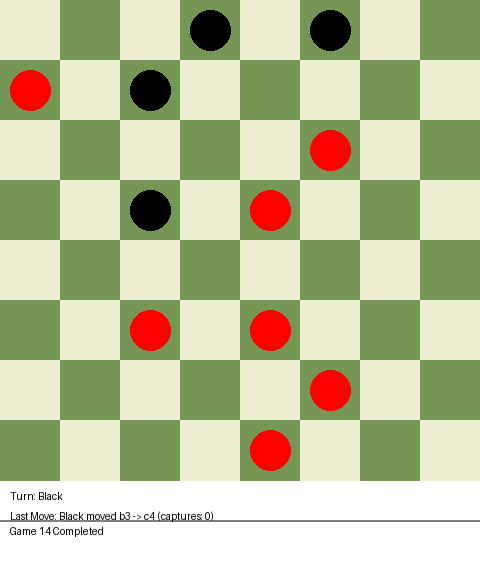 Turn: Black
Last Move: Black moved b3 -> c4 (captures: 0)
Game 14 Completed